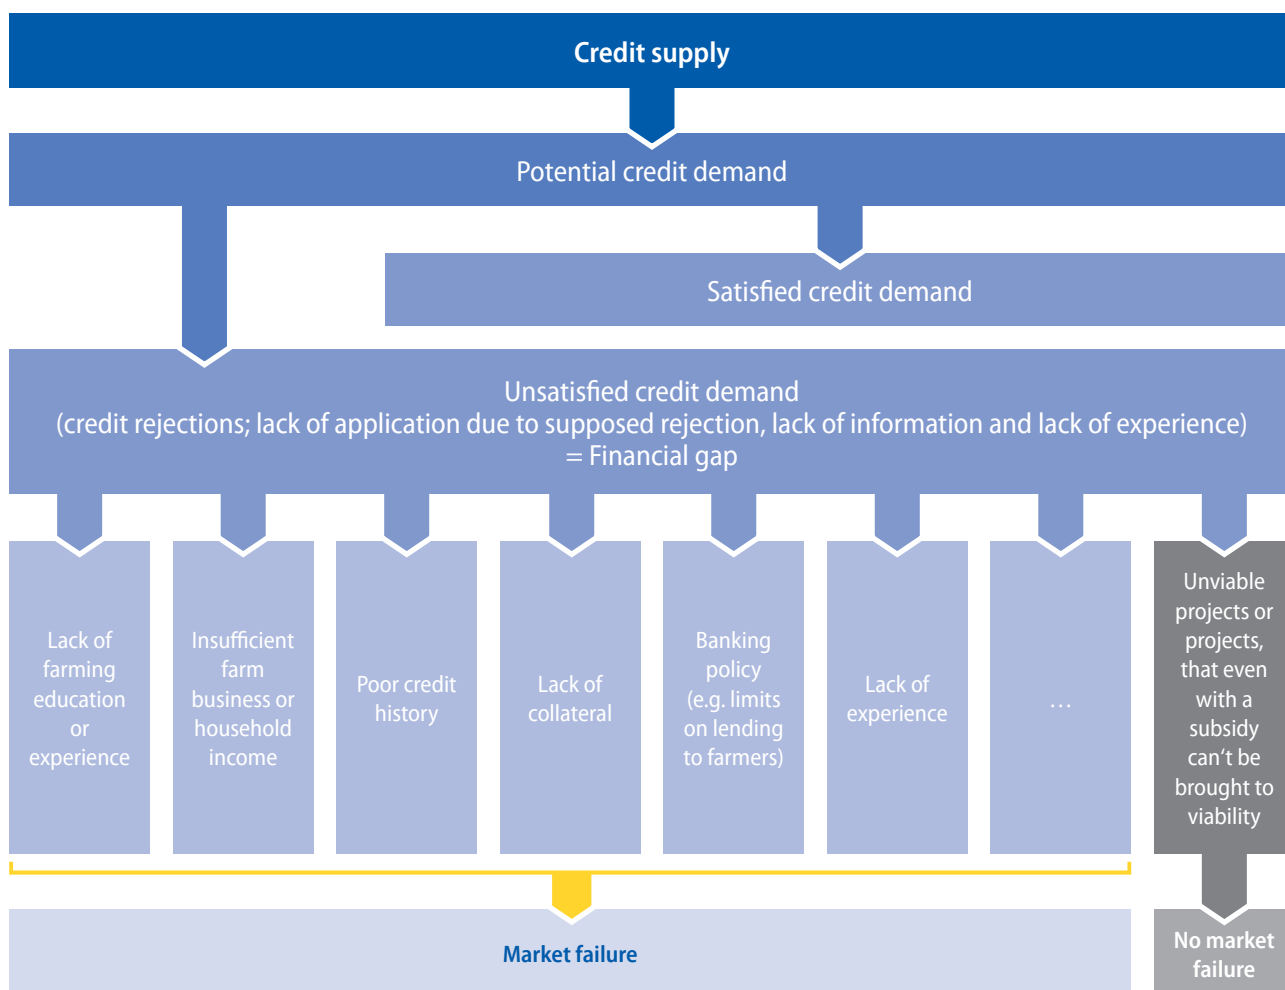 Credit supply
Potential credit demand
Satisfied credit demand
Unsatisfied credit demand
(credit rejections; lack of application due to supposed rejection, lack of information and lack of experience)
= Financial gap
Lack of
farming
education
or
experience
Insufficient
farm
business or
household
income
Poor credit
history
Lack of
collateral
Banking
policy
(e.g. limits
on lending
to farmers)
Lack of
experience
…
Unviable
projects or
projects,
that even
with a
subsidy
can‘t be
brought to
viability
Market failure
No market
failure